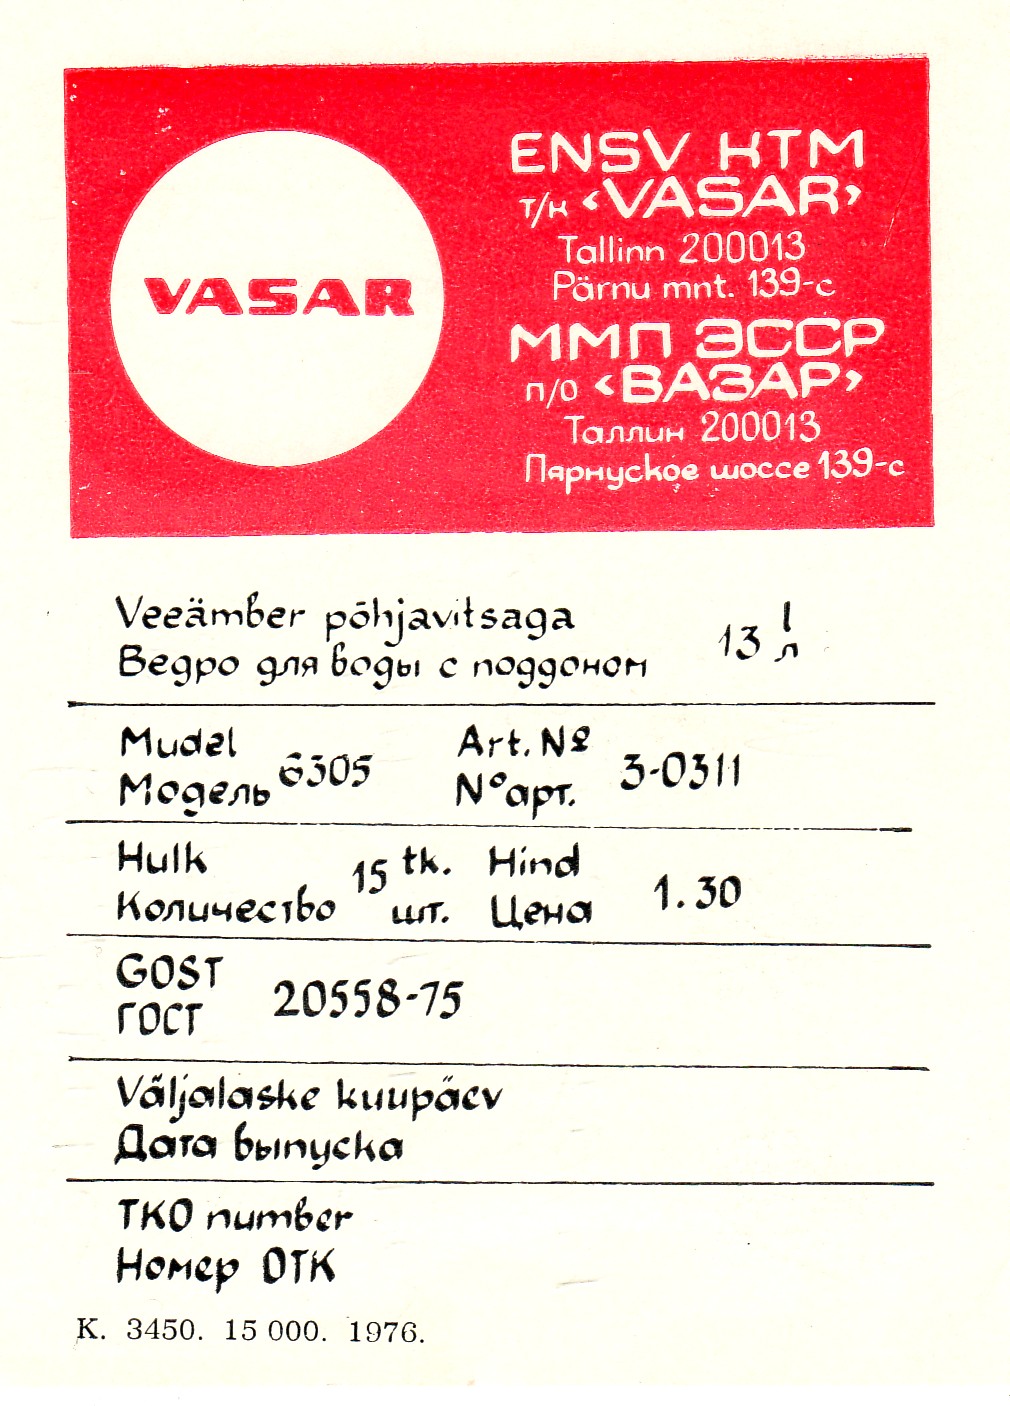 VASAR
ENSV KTM
т/к «VASAR»
Tallinn 200013
Pärnu mnt. 139-c
ММП ЭССР
п/о «ВАЗАР»
Таллин 200013
Пярнуское шоссе 139-с
Veeämber põhjavitsaga 13 l
Ведро для воды с поддоном л
Mudel 6305 Art. № 3-0311
Модель № арт.
Hulk 15 tk. Hind 1.30
Количество шт. Цена
GOST 20558-75
ГОСТ
Väljalaske kuupäev
Дата выпуска
TKO number
Номер ОТК
K. 3450. 15 000. 1976.